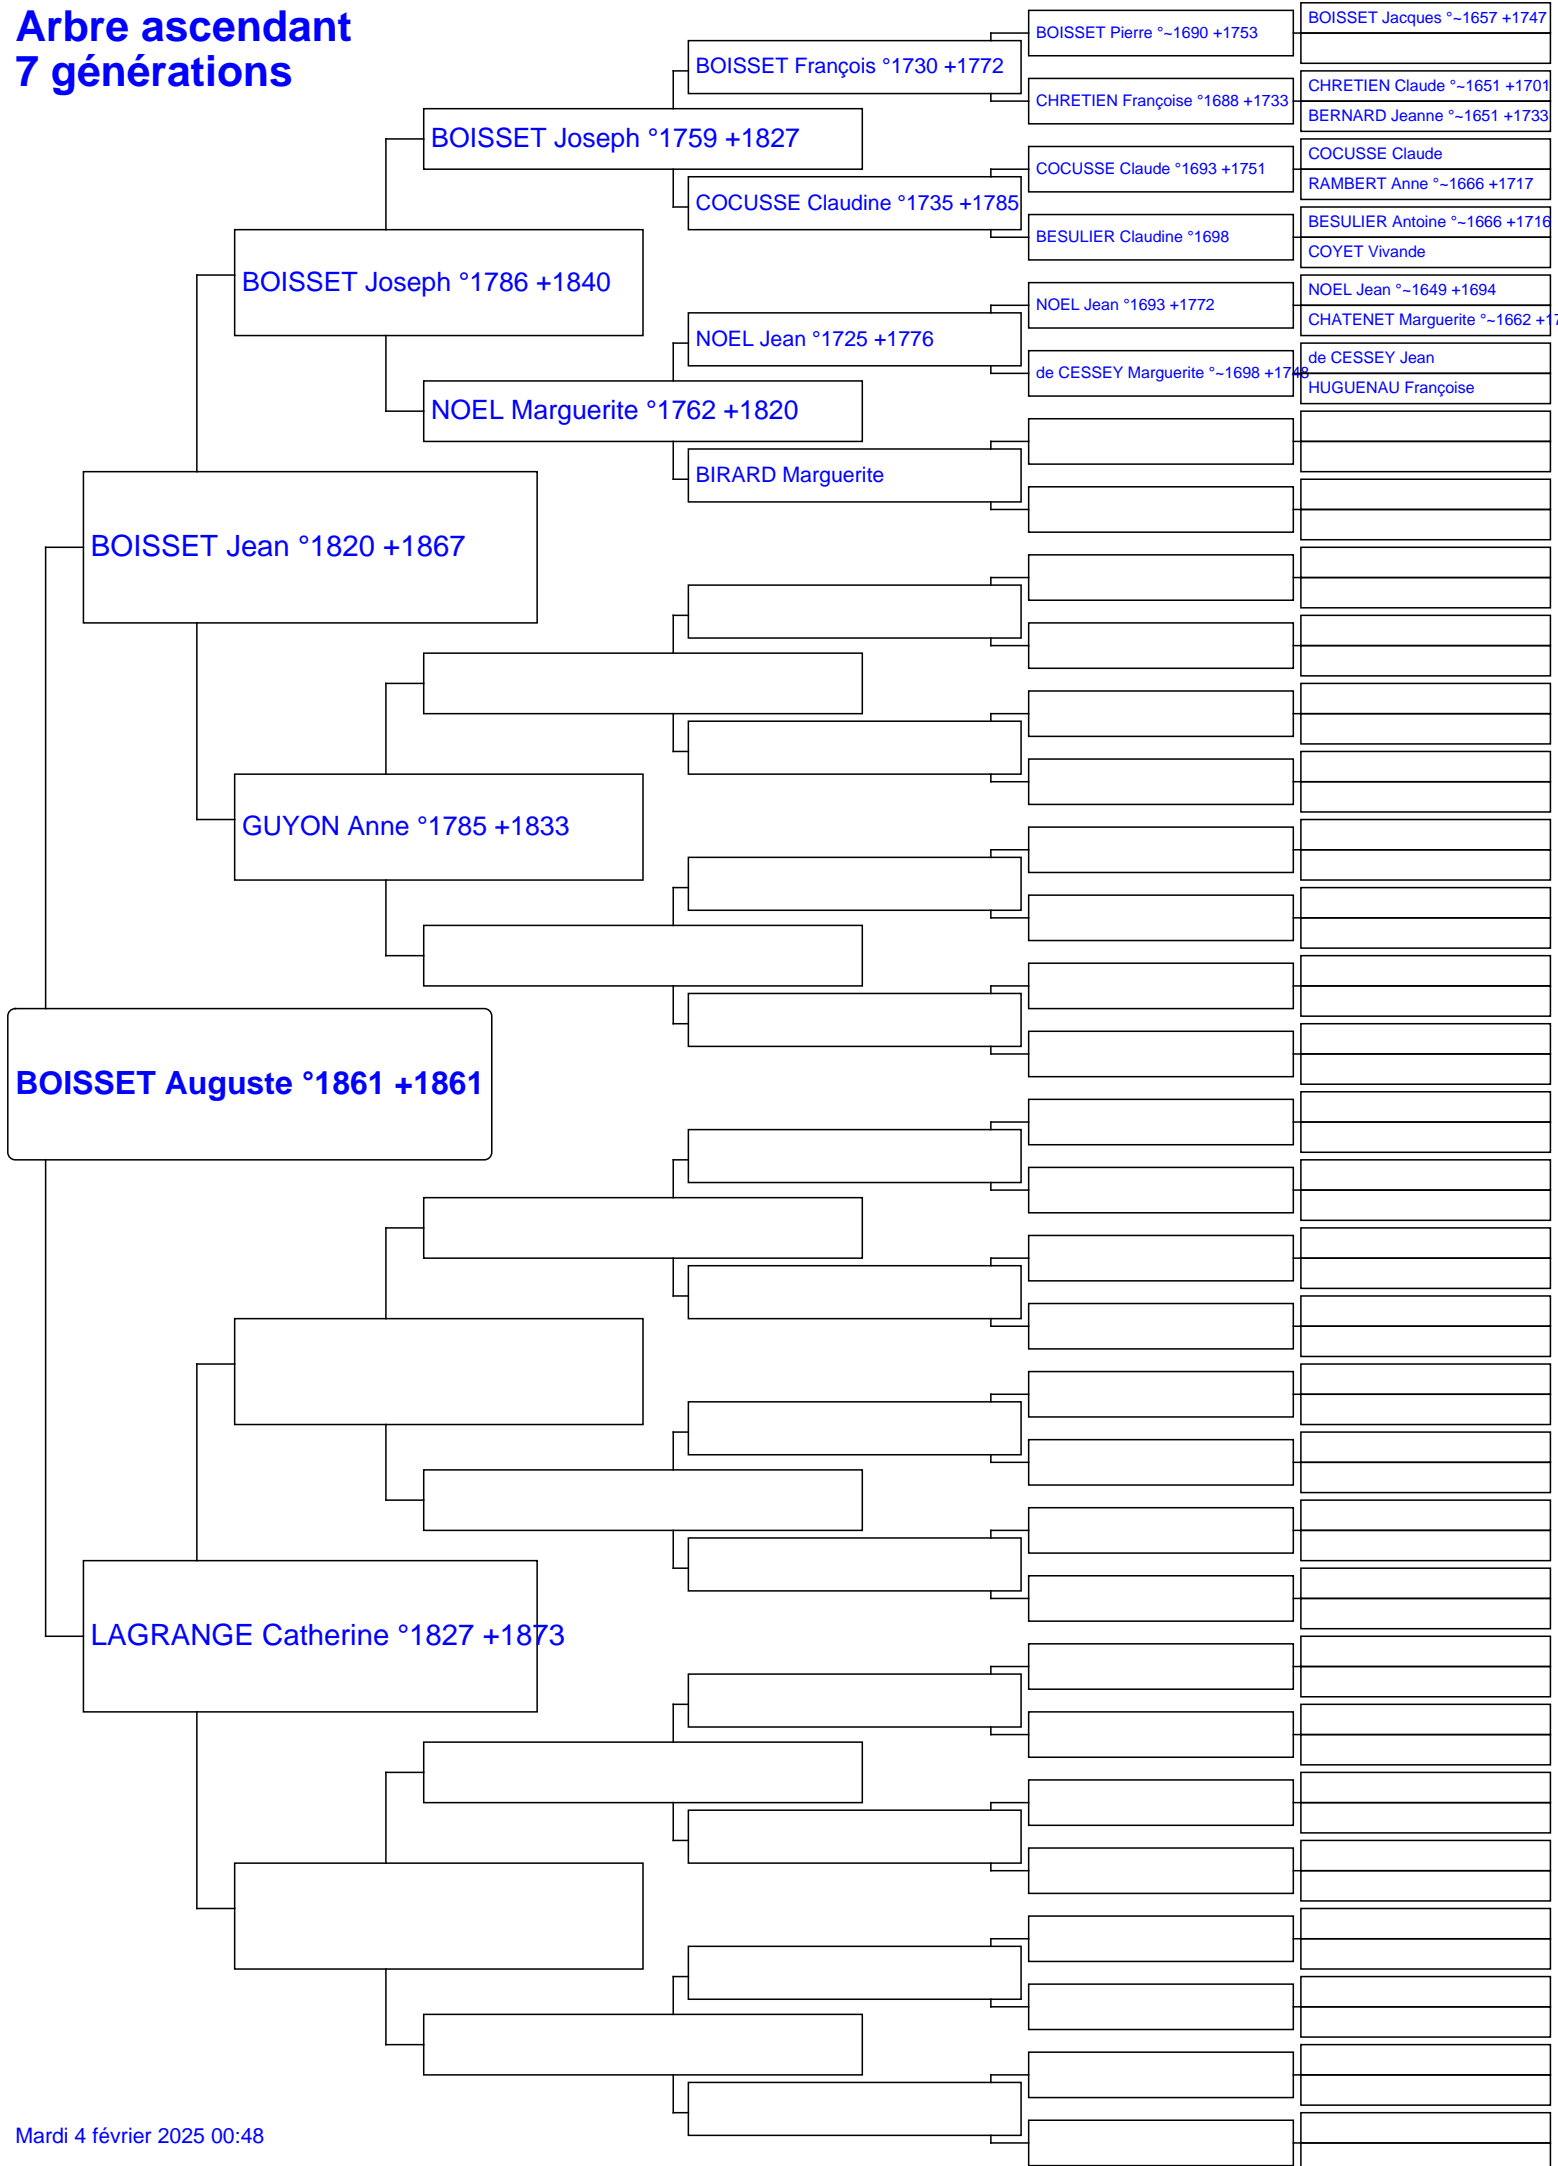 Arbre ascendant
7 générations
BOISSET Jacques °~1657 +1747
BOISSET Pierre °~1690 +1753
BOISSET François °1730 +1772
CHRETIEN Claude °~1651 +1701
CHRETIEN Françoise °1688 +1733
BERNARD Jeanne °~1651 +1733
BOISSET Joseph °1759 +1827
COCUSSE Claude
COCUSSE Claude °1693 +1751
RAMBERT Anne °~1666 +1717
COCUSSE Claudine °1735 +1785
BESULIER Antoine °~1666 +1716
BESULIER Claudine °1698
COYET Vivande
BOISSET Joseph °1786 +1840
NOEL Jean °~1649 +1694
NOEL Jean °1693 +1772
CHATENET Marguerite °~1662
NOEL Jean °1725 +1776
de CESSEY Jean
de CESSEY Marguerite °~1698 +1748
HUGUENAU Françoise
NOEL Marguerite °1762 +1820
BIRARD Marguerite
BOISSET Jean °1820 +1867
GUYON Anne °1785 +1833
BOISSET Auguste °1861 +1861
LAGRANGE Catherine °1827 +1873
Mardi 4 février 2025 00:48